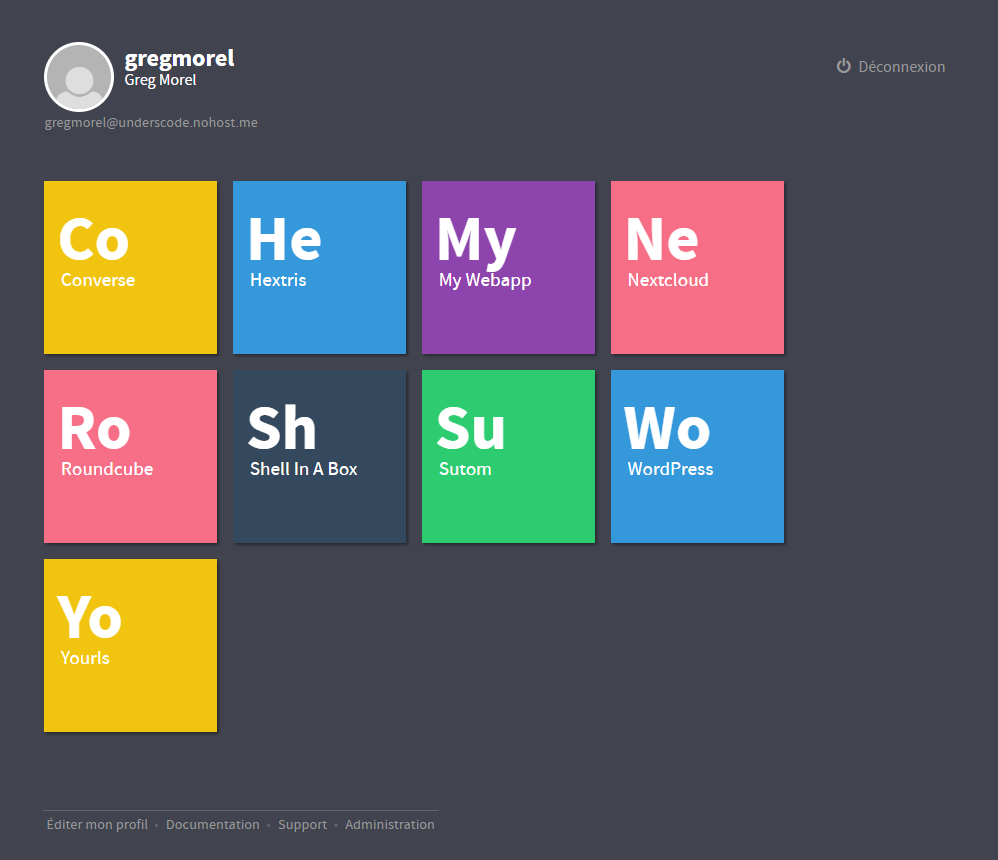 gregmorel
Greg Morel
Déconnexion
gregmorel@underscode.nohost.me
Co
Converse
He
Hextris
My
My Webapp
Ne
Nextcloud
Ro
Roundcube
Sh
Shell In A Box
Su
Sutom
Wo
WordPress
Yo
Yourls
Éditer mon profil • Documentation • Support • Administration